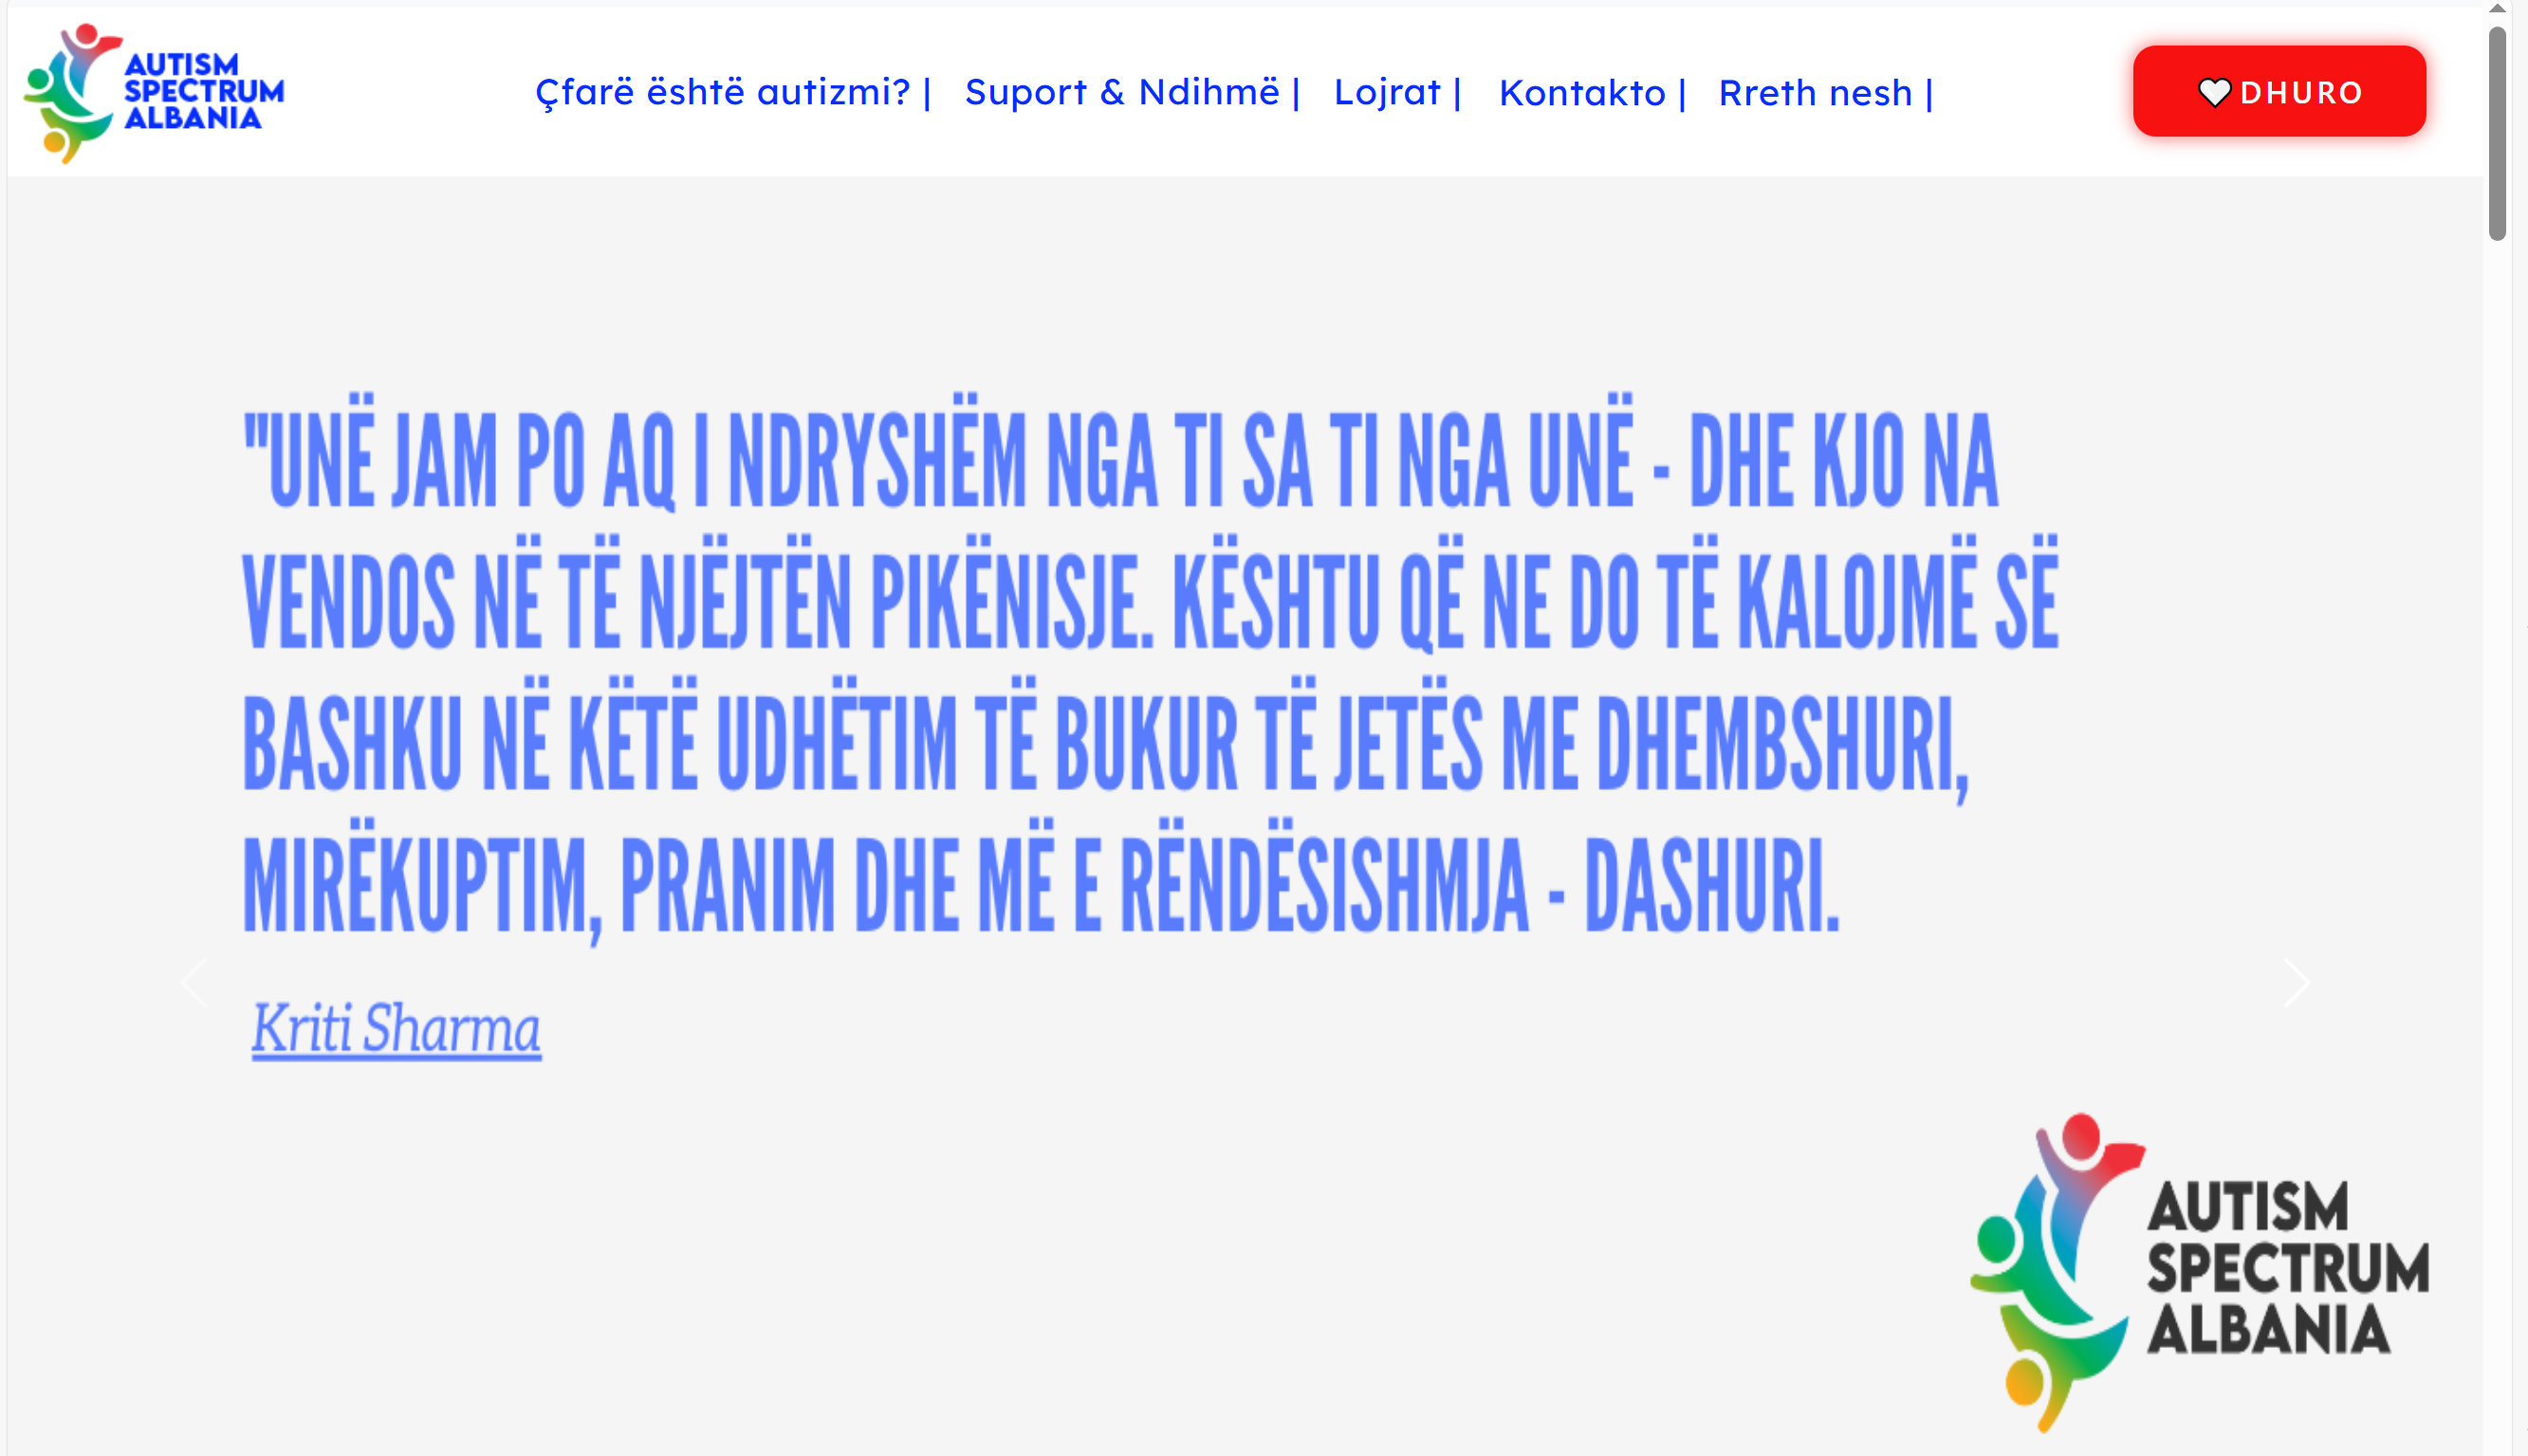 AUTISM
SPECTRUM
ALBANIA
Çfarë është autizmi? | Suport & Ndihmë | Lojrat | Kontakto | Rreth nesh |
DHURO
"UNË JAM PO AQ I NDRYSHËM NGA TI SA TI NGA UNË - DHE KJO NA
VENDOS NË TË NJËJTËN PIKËNISJE. KËSHTU QË NE DO TË KALOJMË SË
BASHKU NË KËTË UDHËTIM TË BUKUR TË JETËS ME DHEMBSHURI,
MIRËKUPTIM, PRANIM DHE MË E RËNDËSISHMJA - DASHURI.
Kriti Sharma
AUTISM
SPECTRUM
ALBANIA